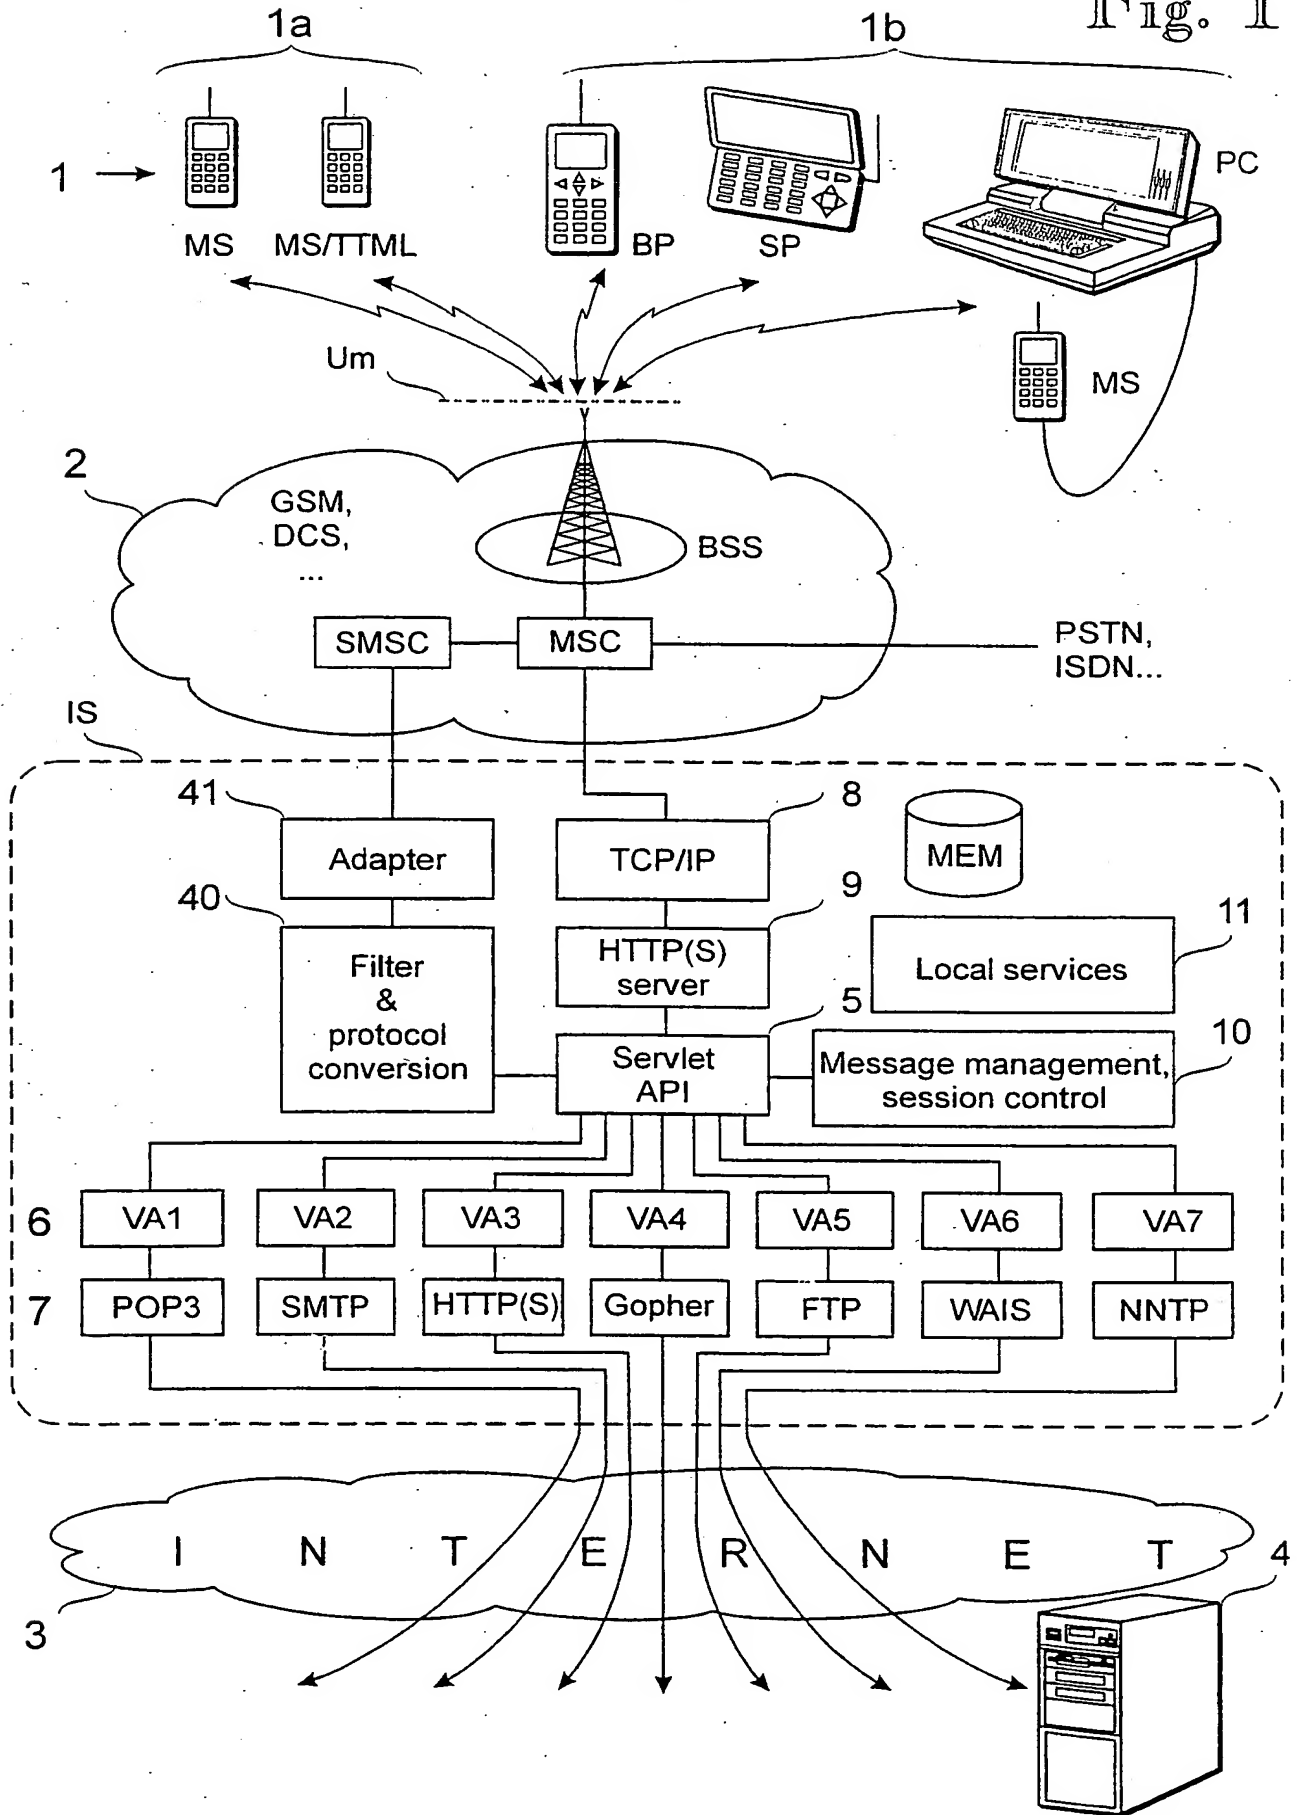 Fig. 1
1a
1b
1
MS
MS/TTML
BP
SP
PC
MS
Um
2
GSM,
DCS,
...
BSS
SMSC
MSC
PSTN,
ISDN...
IS
41
Adapter
8
TCP/IP
MEM
40
Filter
&
protocol
conversion
9
HTTP(S)
server
11
Local services
5
Servlet
API
10
Message management,
session control
6
VA1
VA2
VA3
VA4
VA5
VA6
VA7
7
POP3
SMTP
HTTP(S)
Gopher
FTP
WAIS
NNTP
I N T E R N E T
3
4